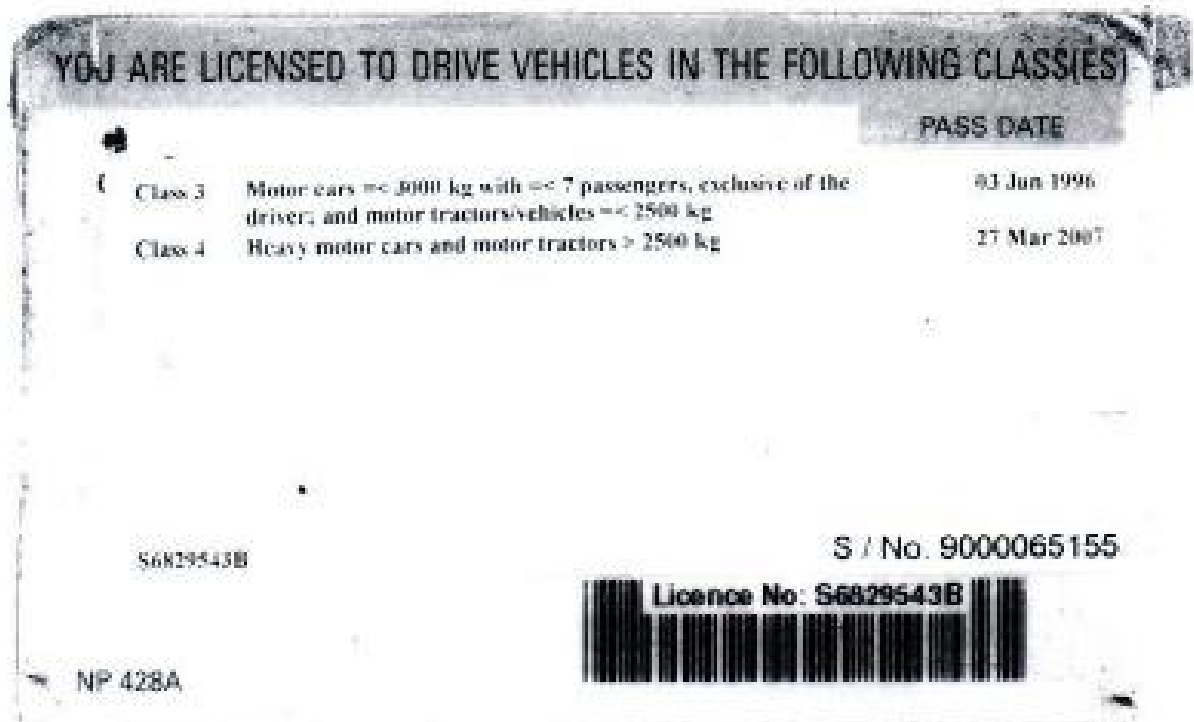 YOU ARE LICENSED TO DRIVE VEHICLES IN THE FOLLOWING CLASS(ES)
PASS DATE
Class 3 Motor cars =< 3000 kg with =< 7 passengers, exclusive of the 03 Jun 1996
driver; and motor tractors/vehicles =< 2500 kg
Class 4 Heavy motor cars and motor tractors > 2500 kg 27 Mar 2007
S6829543B
S / No. 9000065155
Licence No: S6829543B
NP 428A